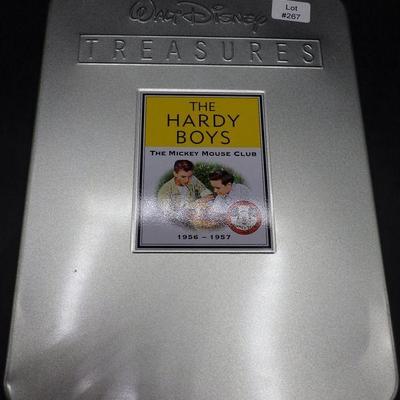 Walt Disney
Lot
#267
TREASURES
THE
HARDY
BOYS
THE MICKEY MOUSE CLUB
1956 – 1957